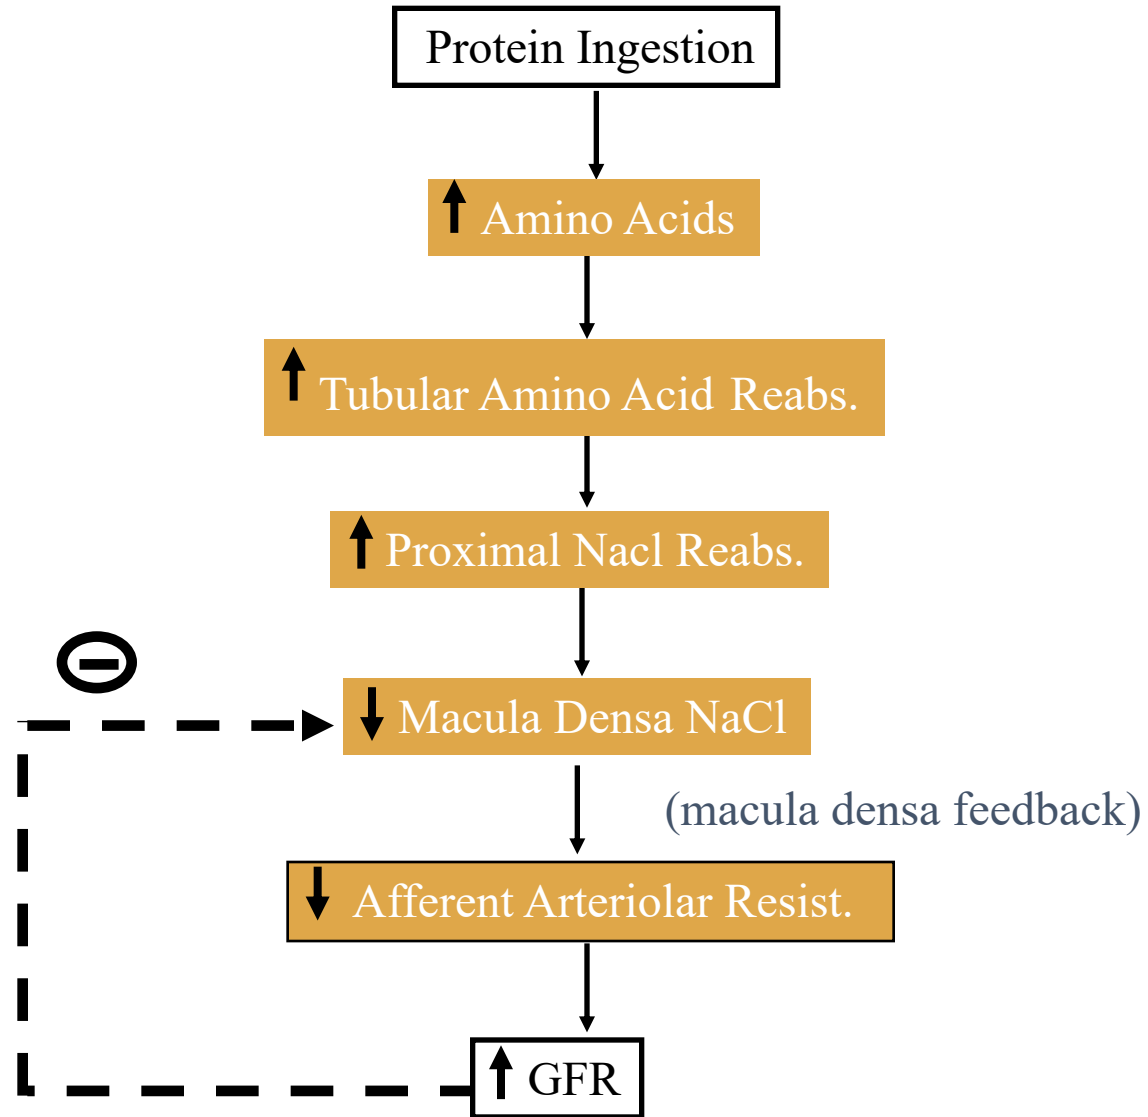 Protein Ingestion
Amino Acids
Tubular Amino Acid Reabs.
Proximal Nacl Reabs.
Macula Densa NaCl
(macula densa feedback)
Afferent Arteriolar Resist.
GFR